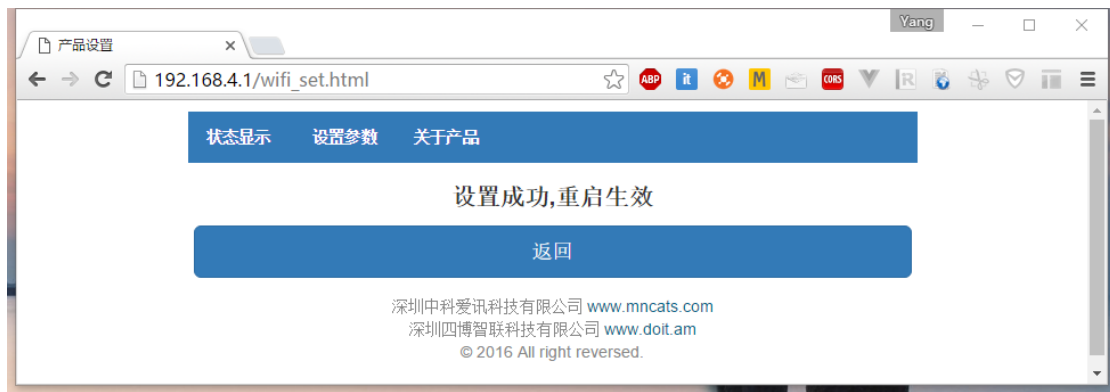 Yang
产品设置
192.168.4.1/wifi_set.html
ABP it M CORS V R
状态显示 设置参数 关于产品
设置成功,重启生效
返回
深圳中科爱讯科技有限公司 www.mncats.com
深圳四博智联科技有限公司 www.doit.am
© 2016 All right reversed.